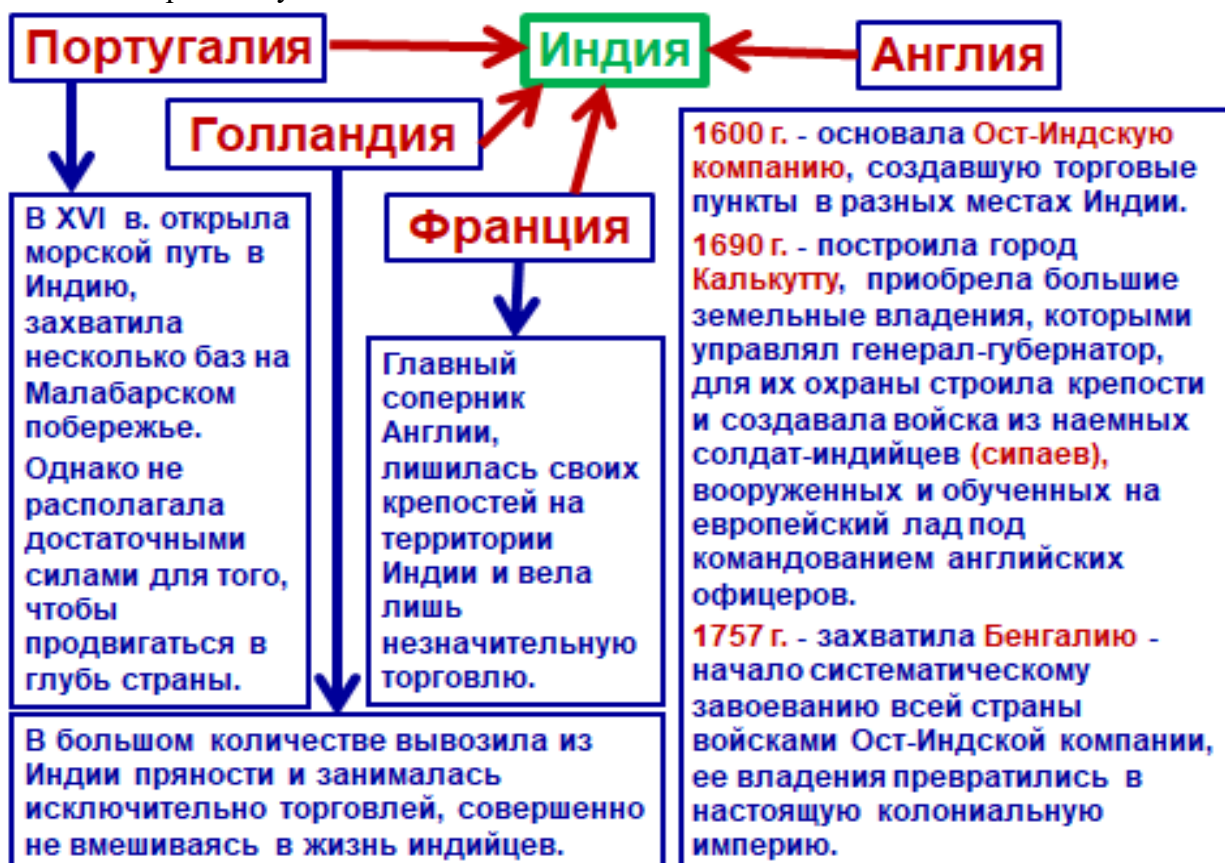 Португалия
Индия
Англия
Голландия
Франция
В XVI в. открыла
морской путь в
Индию,
захватила
несколько баз на
Малабарском
побережье.
Однако не
располагала
достаточными
силами для того,
чтобы
продвигаться в
глубь страны.
В большом количестве вывозила из
Индии пряности и занималась
исключительно торговлей, совершенно
не вмешиваясь в жизнь индийцев.
Главный
соперник
Англии,
лишилась своих
крепостей на
территории
Индии и вела
лишь
незначительную
торговлю.
1600 г. - основала Ост-Индскую
компанию, создавшую торговые
пункты в разных местах Индии.
1690 г. - построила город
Калькутту, приобрела большие
земельные владения, которыми
управлял генерал-губернатор,
для их охраны строила крепости
и создавала войска из наемных
солдат-индийцев (сипаев),
вооруженных и обученных на
европейский лад под
командованием английских
офицеров.
1757 г. - захватила Бенгалию -
начало систематическому
завоеванию всей страны
войсками Ост-Индской компании,
ее владения превратились в
настоящую колониальную
империю.